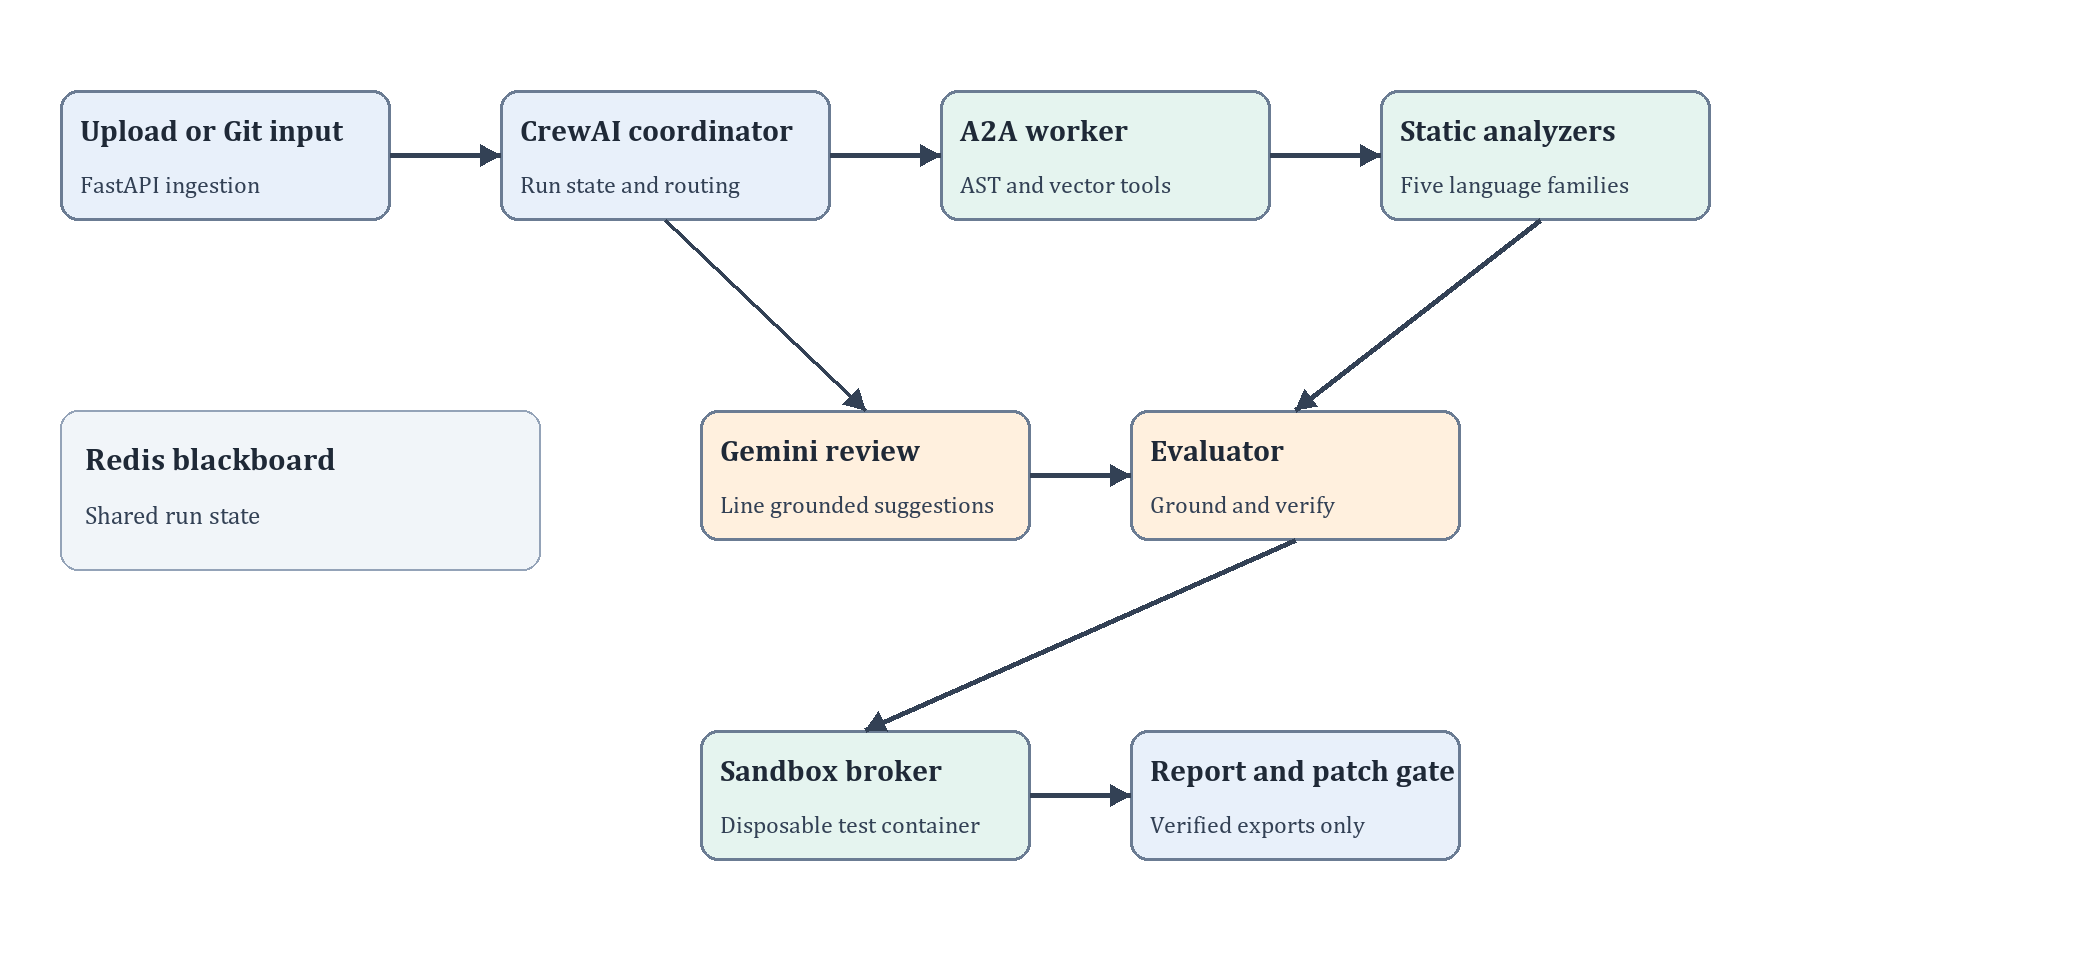 Upload or Git input
FastAPI ingestion
CrewAI coordinator
Run state and routing
A2A worker
AST and vector tools
Static analyzers
Five language families
Redis blackboard
Shared run state
Gemini review
Line grounded suggestions
Evaluator
Ground and verify
Sandbox broker
Disposable test container
Report and patch gate
Verified exports only